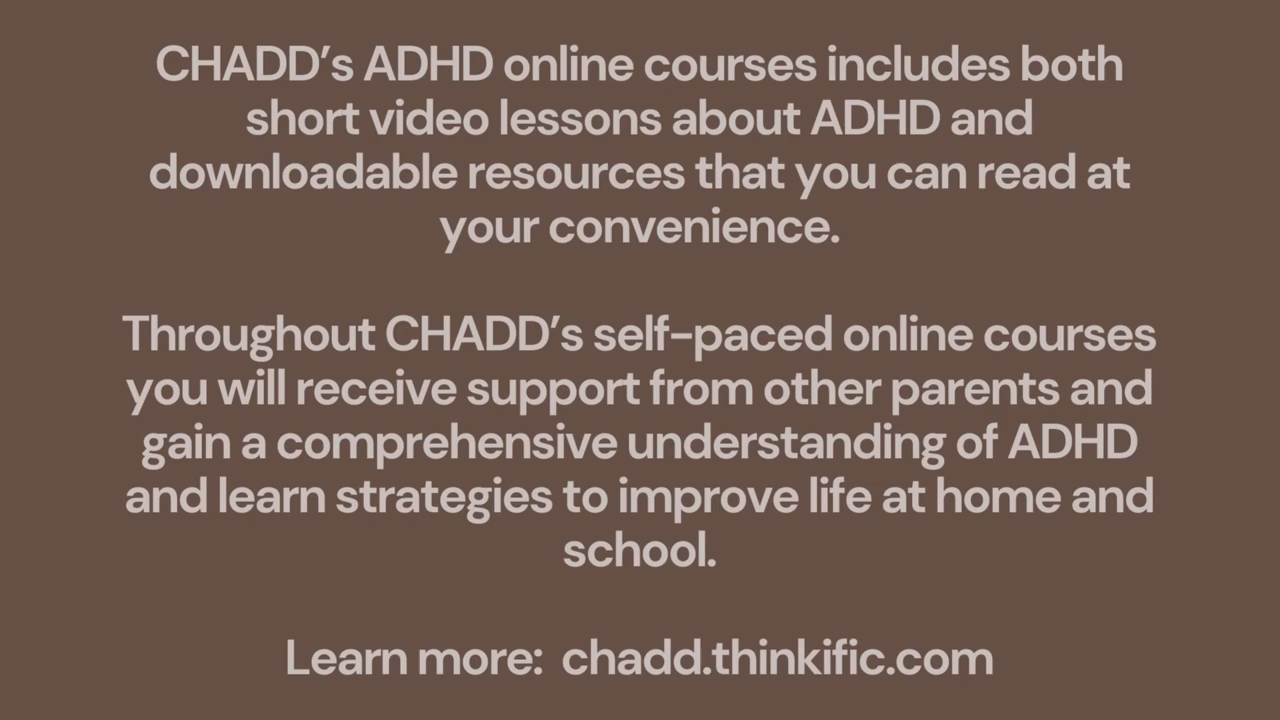 CHADD’s ADHD online courses includes both
short video lessons about ADHD and
downloadable resources that you can read at
your convenience.
Throughout CHADD’s self-paced online courses
you will receive support from other parents and
gain a comprehensive understanding of ADHD
and learn strategies to improve life at home and
school.
Learn more: chadd.thinkific.com